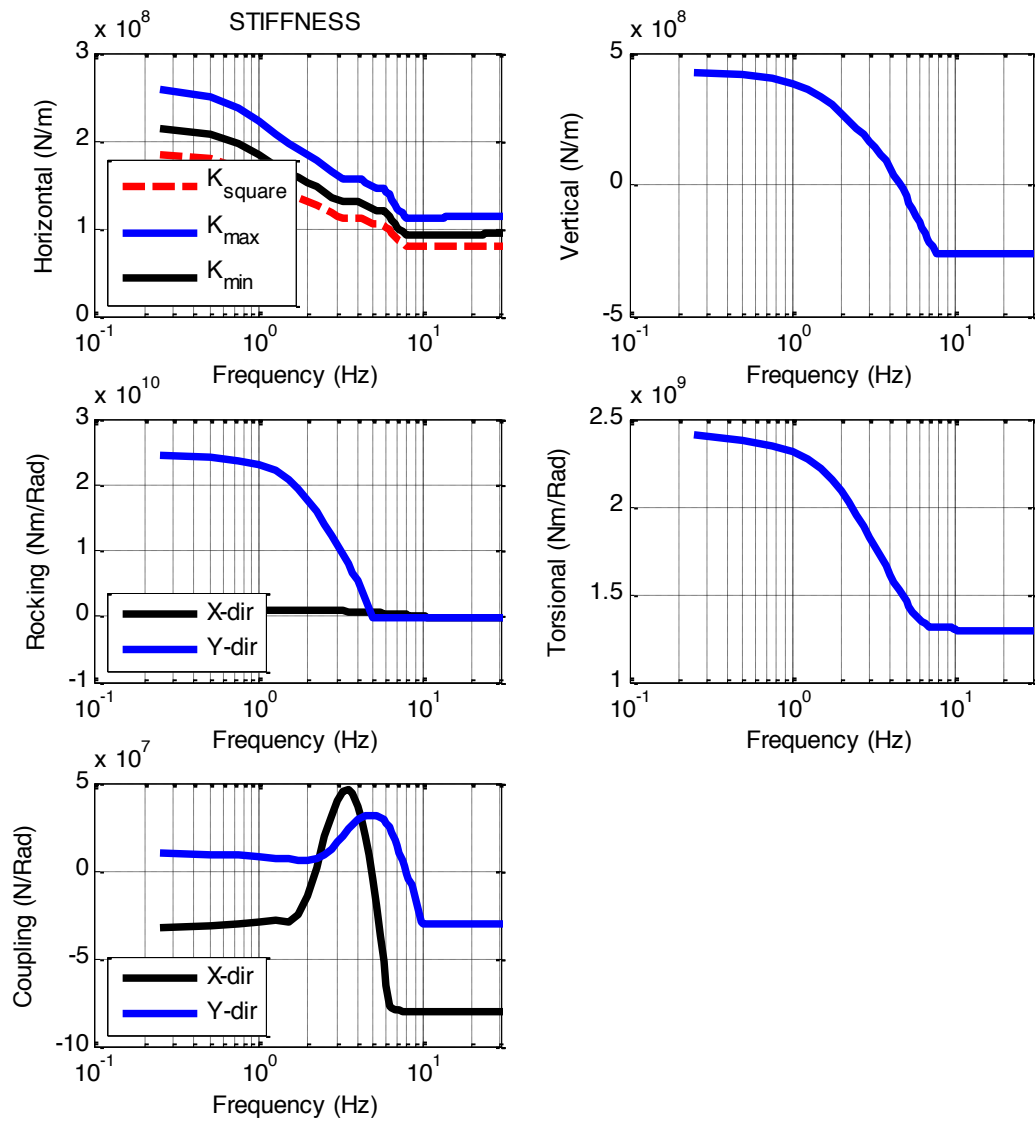 STIFFNESS
x 10^8
3
2
1
0
Horizontal (N/m)
K_square
K_max
K_min
10^-1
10^0
10^1
Frequency (Hz)
x 10^8
5
0
-5
Vertical (N/m)
10^-1
10^0
10^1
Frequency (Hz)
x 10^10
3
2
1
0
-1
Rocking (Nm/Rad)
X-dir
Y-dir
10^-1
10^0
10^1
Frequency (Hz)
x 10^9
2.5
2
1.5
1
Torsional (Nm/Rad)
10^-1
10^0
10^1
Frequency (Hz)
x 10^7
5
0
-5
-10
Coupling (N/Rad)
X-dir
Y-dir
10^-1
10^0
10^1
Frequency (Hz)